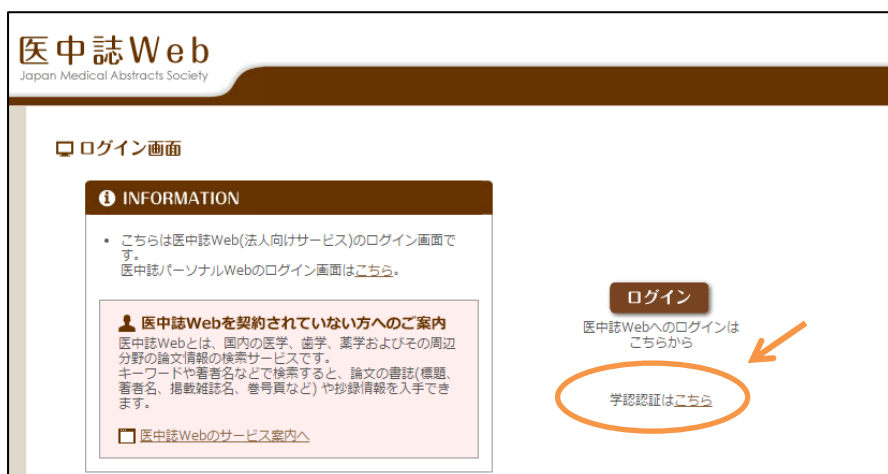 医中誌Web
Japan Medical Abstracts Society
ログイン画面
INFORMATION
• こちらは医中誌Web(法人向けサービス)のログイン画面で
す。
医中誌パーソナルWebのログイン画面はこちら。
医中誌Webを契約されていない方へのご案内
医中誌Webとは、国内の医学、歯学、薬学およびその周辺
分野の論文情報の検索サービスです。
キーワードや著者名などで検索すると、論文の書誌(標題、
著者名、掲載雑誌名、巻号頁など) や抄録情報を入手でき
ます。
医中誌Webのサービス案内へ
ログイン
医中誌Webへのログインは
こちらから
学認認証はこちら